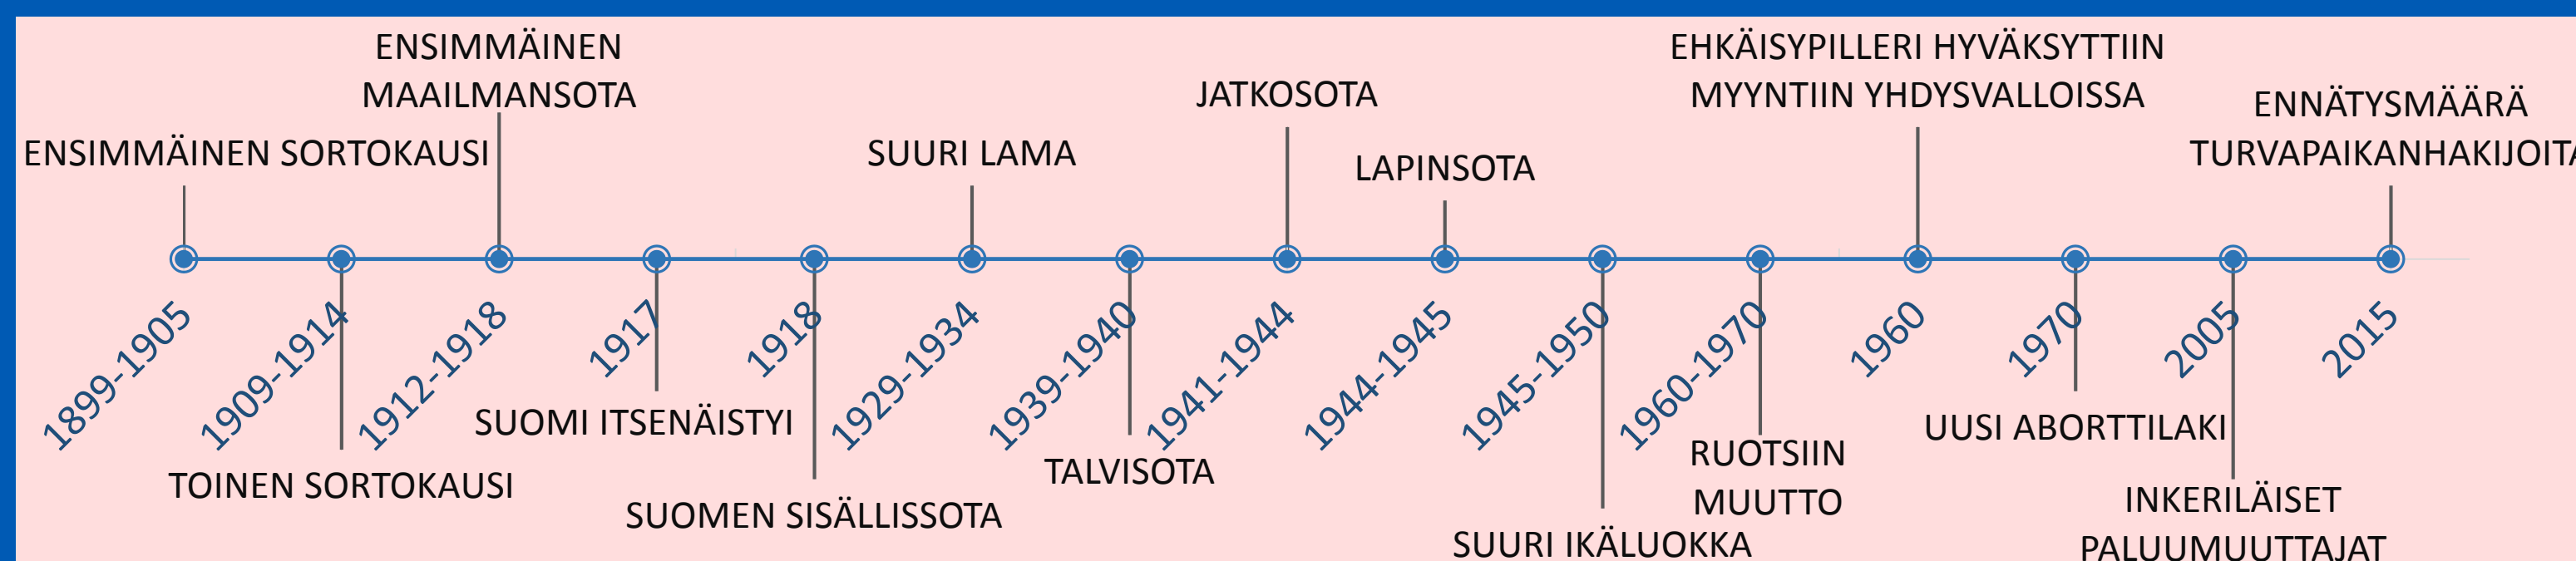 ENSIMMÄINEN
MAAILMANSOTA
EHKÄISYPILLERI HYVÄKSYTTIIN
MYYNTIIN YHDYSVALLOISSA
JATKOSOTA
ENNÄTYSMÄÄRÄ
TURVAPAIKANHAKIJOITA
ENSIMMÄINEN SORTOKAUSI
SUURI LAMA
LAPINSOTA
1899-1905
1909-1914
1912-1918
1917
1918
1929-1934
1939-1940
1941-1944
1944-1945
1945-1950
1960-1970
1960
1970
2005
2015
SUOMI ITSENÄISTYI
UUSI ABORTTILAKI
TOINEN SORTOKAUSI
TALVISOTA
RUOTSIIN
MUUTTO
SUOMEN SISÄLLISSOTA
INKERILÄISET
PALUUMUUTTAJAT
SUURI IKÄLUOKKA